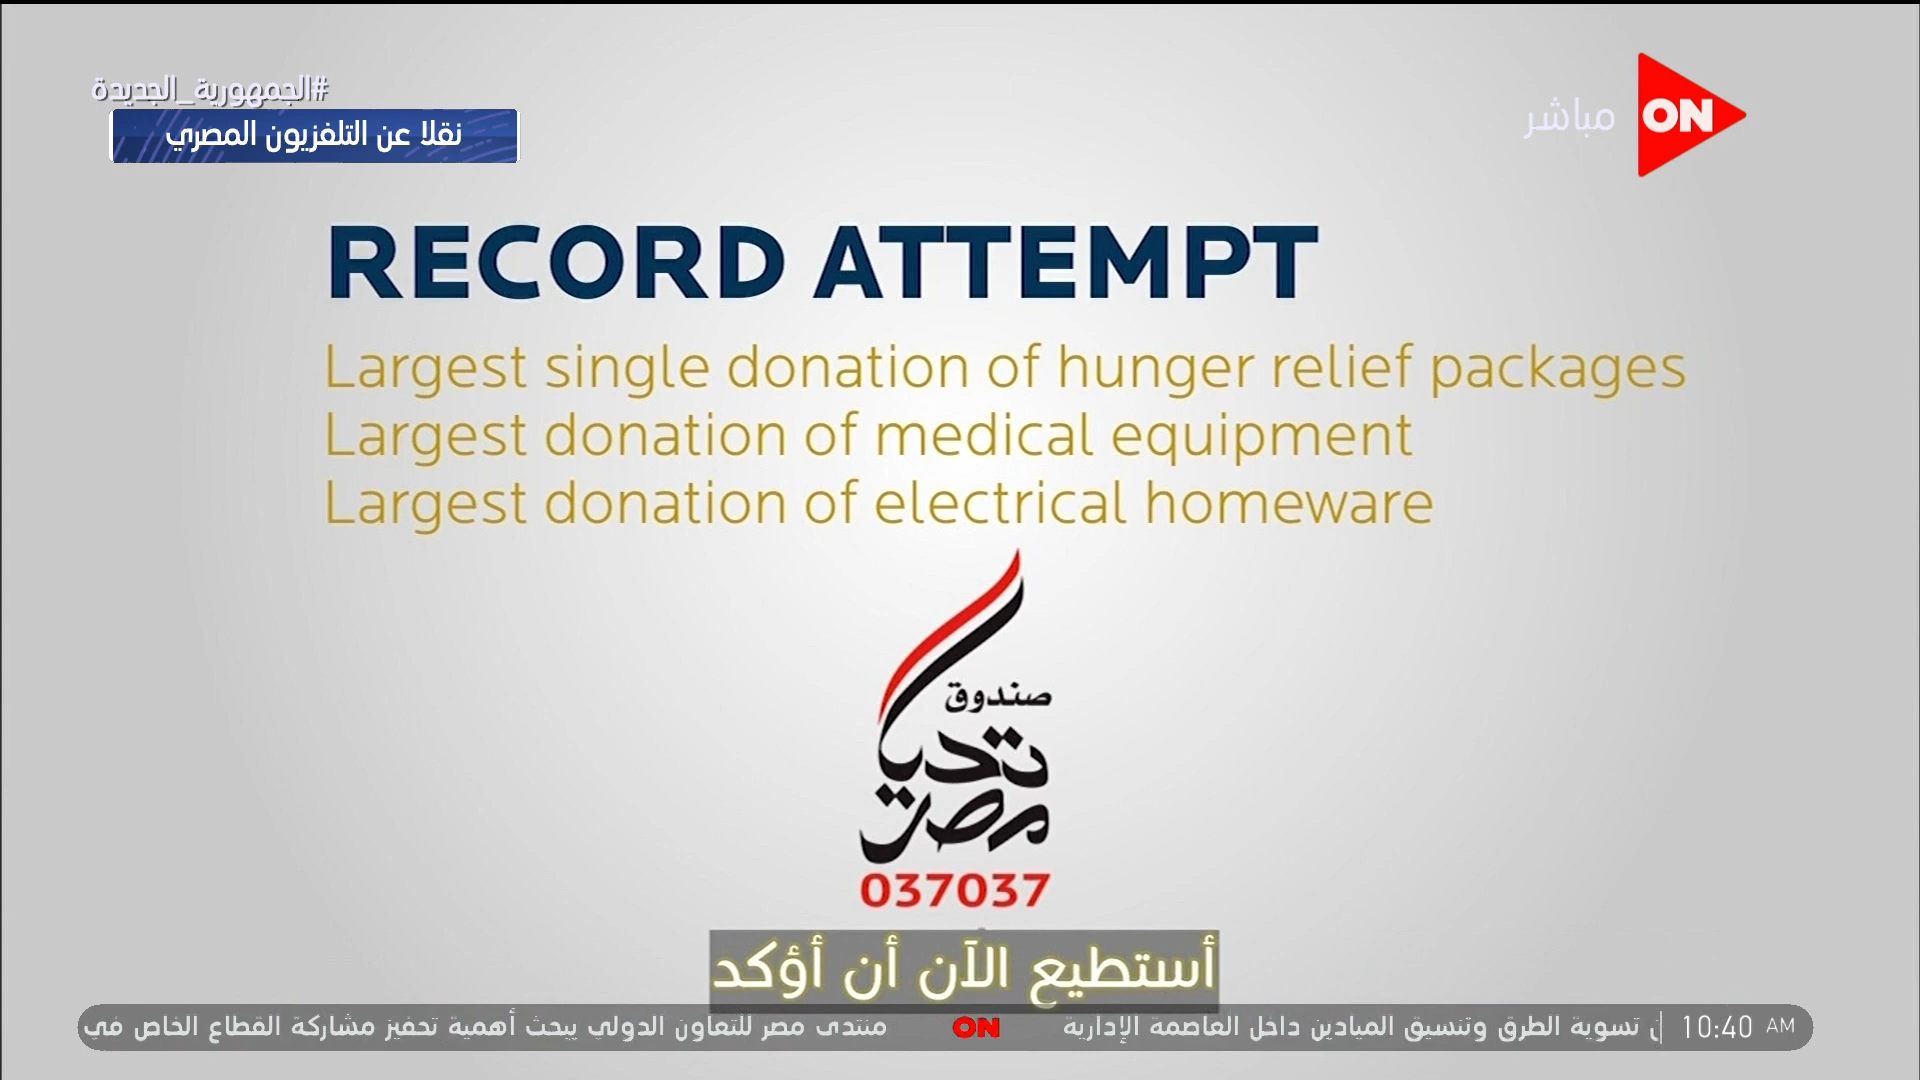 #الجمهورية_الجديدة
نقلا عن التلفزيون المصري
مباشر
ON
RECORD ATTEMPT
Largest single donation of hunger relief packages
Largest donation of medical equipment
Largest donation of electrical homeware
صندوق
تحيا
مصر
037037
أستطيع الآن أن أؤكد
10:40 AM
تسوية الطرق وتنسيق الميادين داخل العاصمة الإدارية ON منتدى مصر للتعاون الدولي يبحث أهمية تحفيز مشاركة القطاع الخاص في